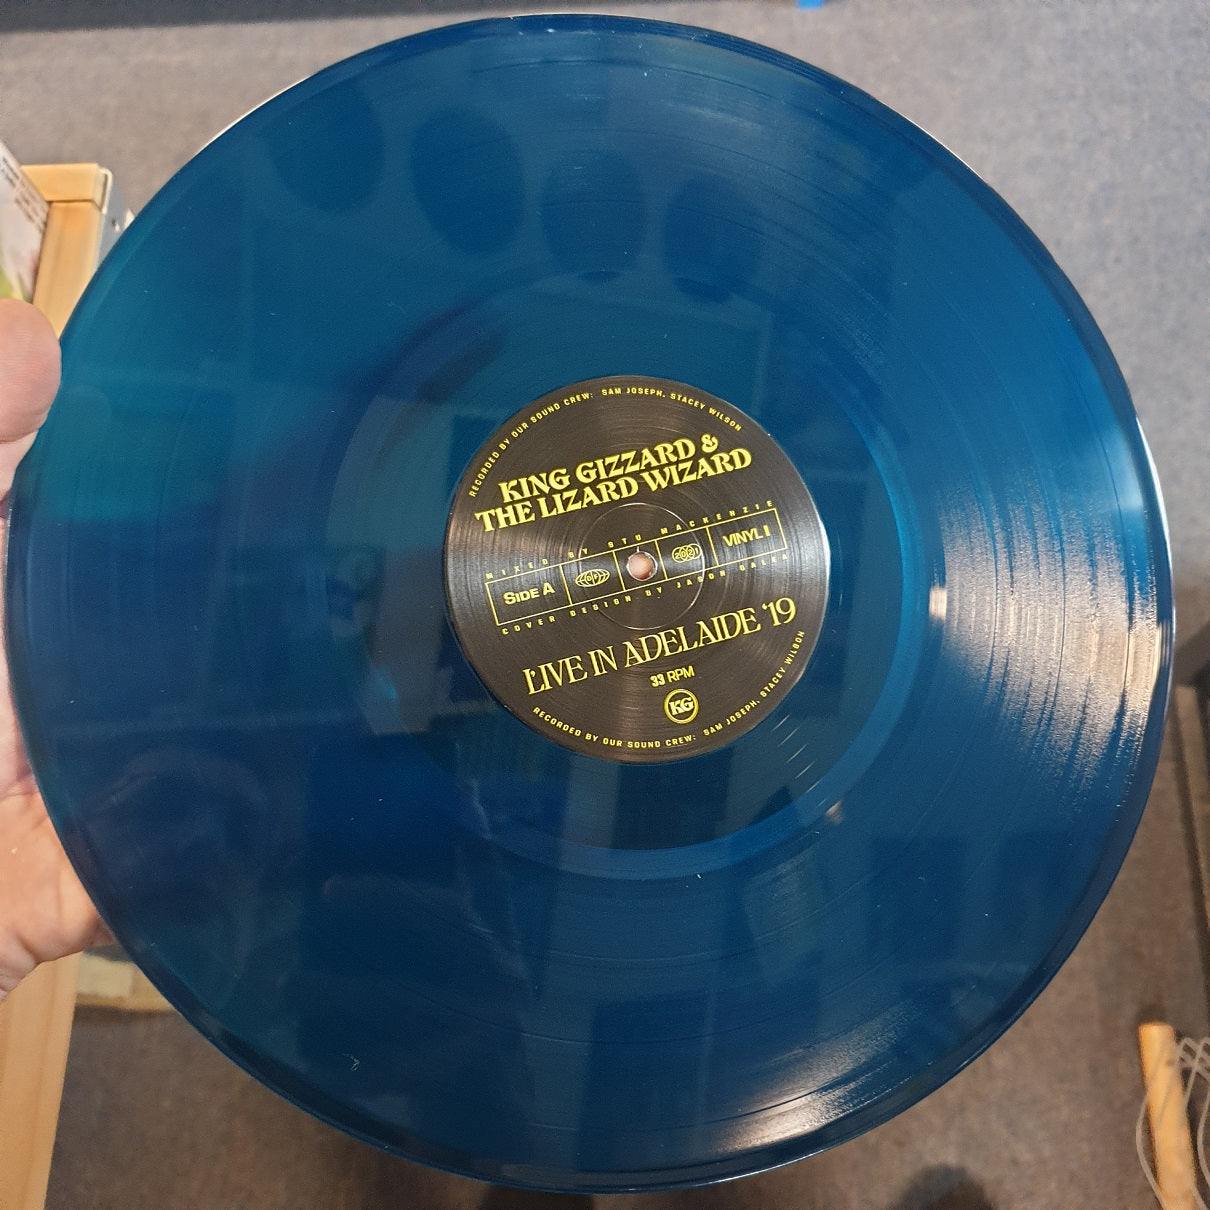 RECORDED BY OUR SOUND CREW: SAM JOSEPH, STACEY WILSON
KING GIZZARD &
THE LIZARD WIZARD
MIXED BY STU MACKENZIE
SIDE A
2021
VINYL I
COVER DESIGN BY JASON GALEA
LIVE IN ADELAIDE '19
33 RPM
KG
RECORDED BY OUR SOUND CREW: SAM JOSEPH, STACEY WILSON